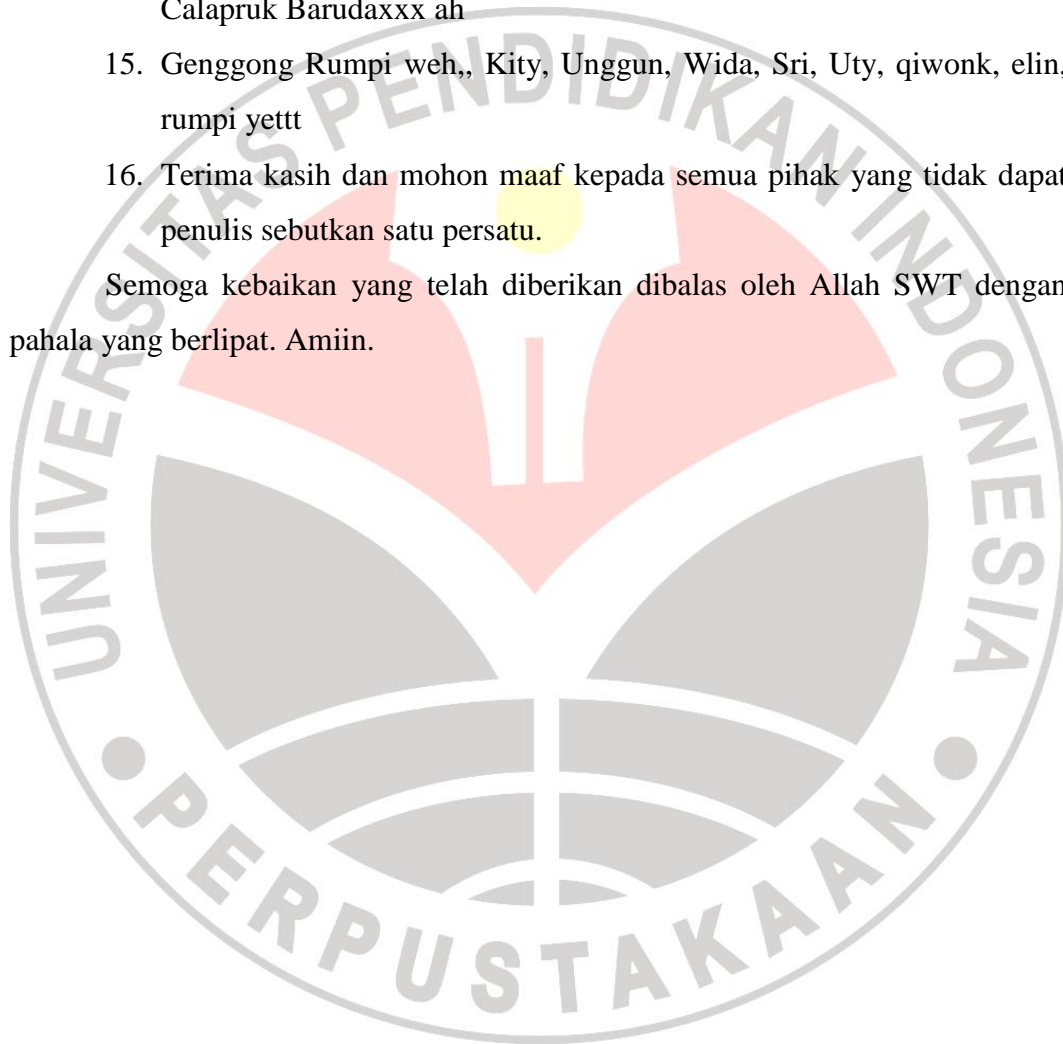 Calapruk Barudaxxx ah
15. Genggong Rumpi weh,, Kity, Unggun, Wida, Sri, Uty, qiwonk, elin,
rumpi yettt
16. Terima kasih dan mohon maaf kepada semua pihak yang tidak dapat
penulis sebutkan satu persatu.
Semoga kebaikan yang telah diberikan dibalas oleh Allah SWT dengan
pahala yang berlipat. Amiin.
UNIVERSITAS PENDIDIKAN INDONESIA
PERPUSTAKAAN